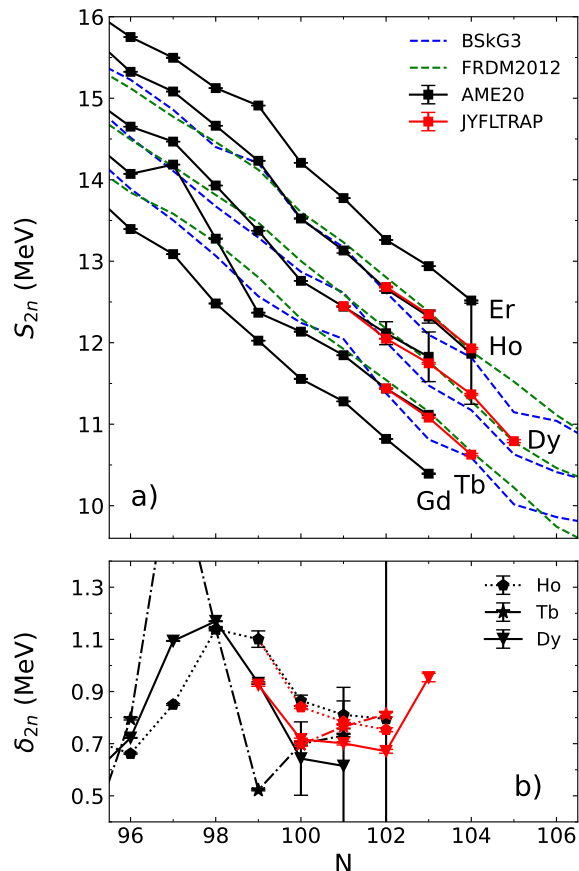 16
15
14
13
12
11
10
S2n (MeV)
BSkG3
FRDM2012
AME20
JYFLTRAP
Er
Ho
Dy
Tb
Gd
a)
1.3
1.1
0.9
0.7
0.5
δ2n (MeV)
Ho
Tb
Dy
b)
96 98 100 102 104 106
N